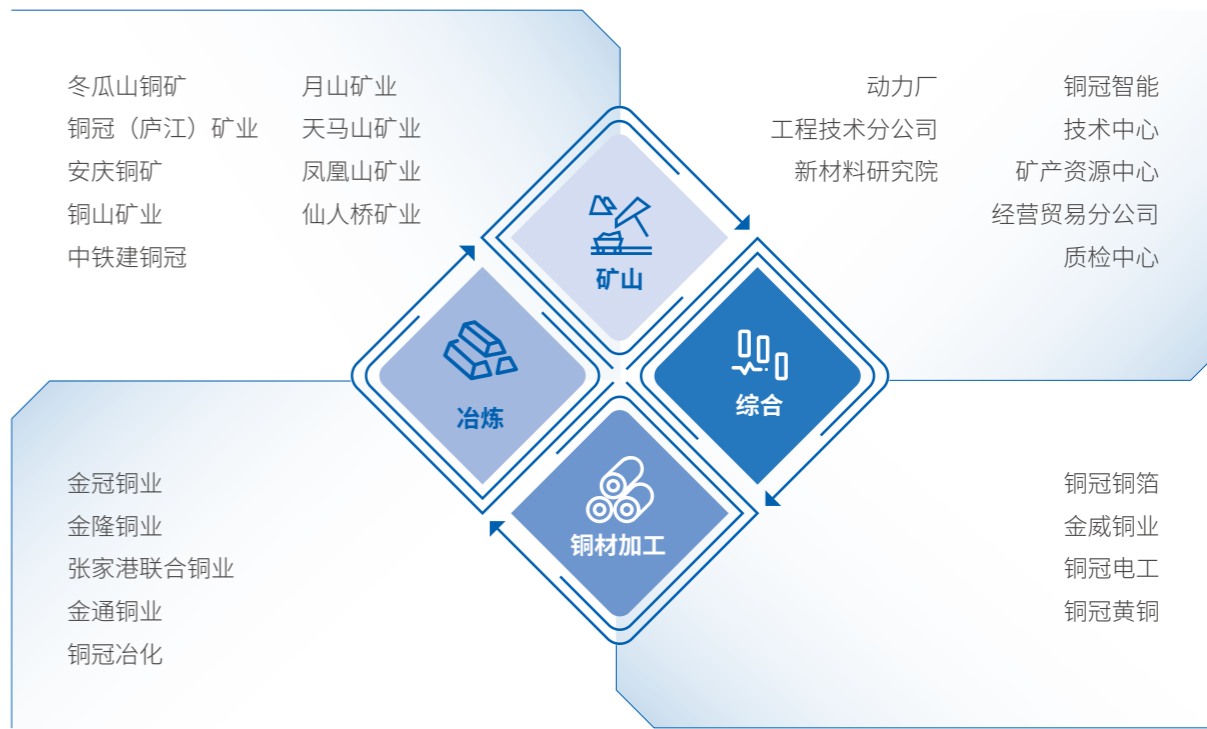 冬瓜山铜矿
铜冠（庐江）矿业
安庆铜矿
铜山矿业
中铁建铜冠
月山矿业
天马山矿业
凤凰山矿业
仙人桥矿业
动力厂
工程技术分公司
新材料研究院
铜冠智能
技术中心
矿产资源中心
经营贸易分公司
质检中心
矿山
冶炼
综合
铜材加工
金冠铜业
金隆铜业
张家港联合铜业
金通铜业
铜冠冶化
铜冠铜箔
金威铜业
铜冠电工
铜冠黄铜